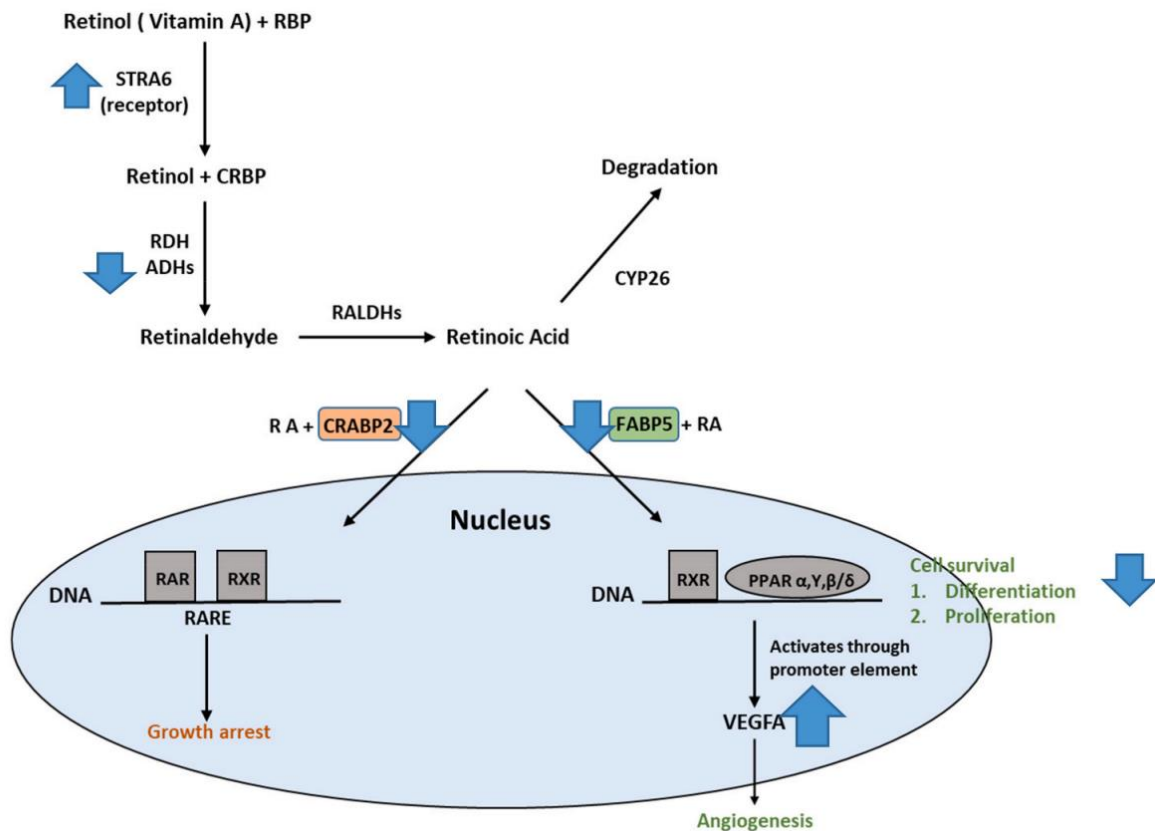 Retinol ( Vitamin A) + RBP
STRA6
(receptor)
Retinol + CRBP
Degradation
RDH
ADHs
CYP26
RALDHs
Retinaldehyde
Retinoic Acid
R A + CRABP2
FABP5 + RA
Nucleus
RAR
RXR
DNA
RARE
Growth arrest
RXR
PPAR α,Υ,β/δ
DNA
Cell survival
1. Differentiation
2. Proliferation
Activates through
promoter element
VEGFA
Angiogenesis